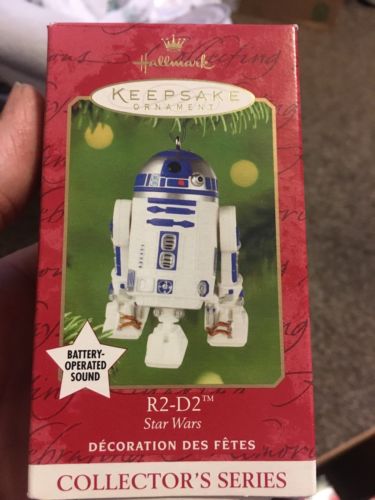 Hallmark
KEEPSAKE
ORNAMENT
BATTERY-
OPERATED
SOUND
R2-D2™
Star Wars
DÉCORATION DES FÊTES
COLLECTOR'S SERIES